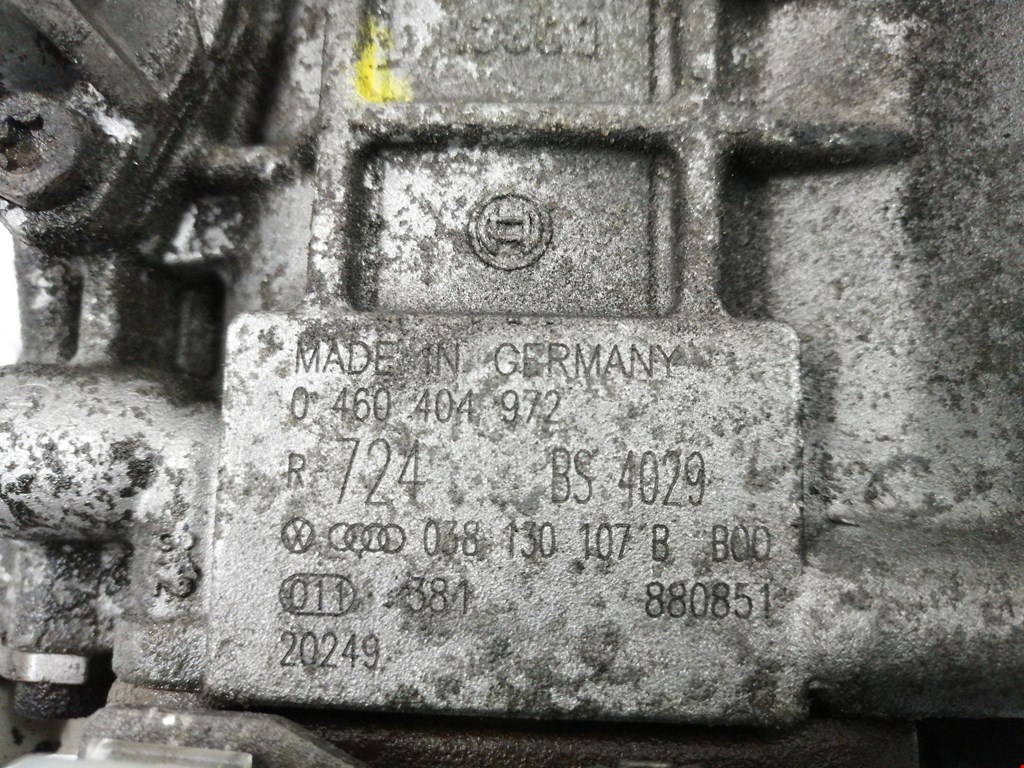 MADE IN GERMANY
0 460 404 972
R 724 BS 4029
038 130 107 B B00
011 381 880851
20249